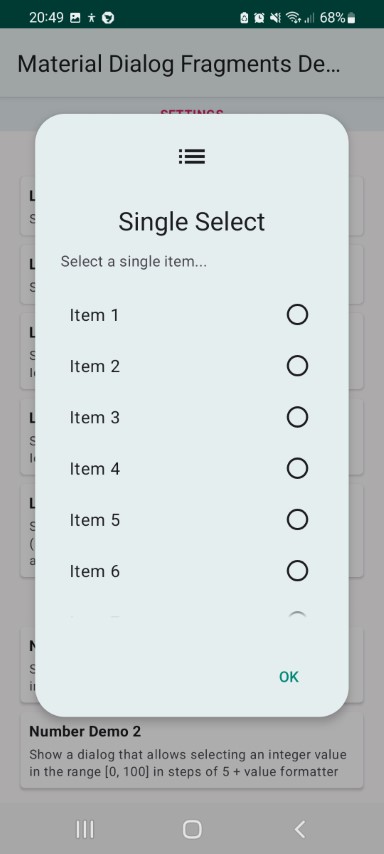 20:49 68%
Material Dialog Fragments De...
SETTINGS
Single Select
Select a single item...
Item 1
Item 2
Item 3
Item 4
Item 5
Item 6
OK
Number Demo 2
Show a dialog that allows selecting an integer value
in the range [0, 100] in steps of 5 + value formatter